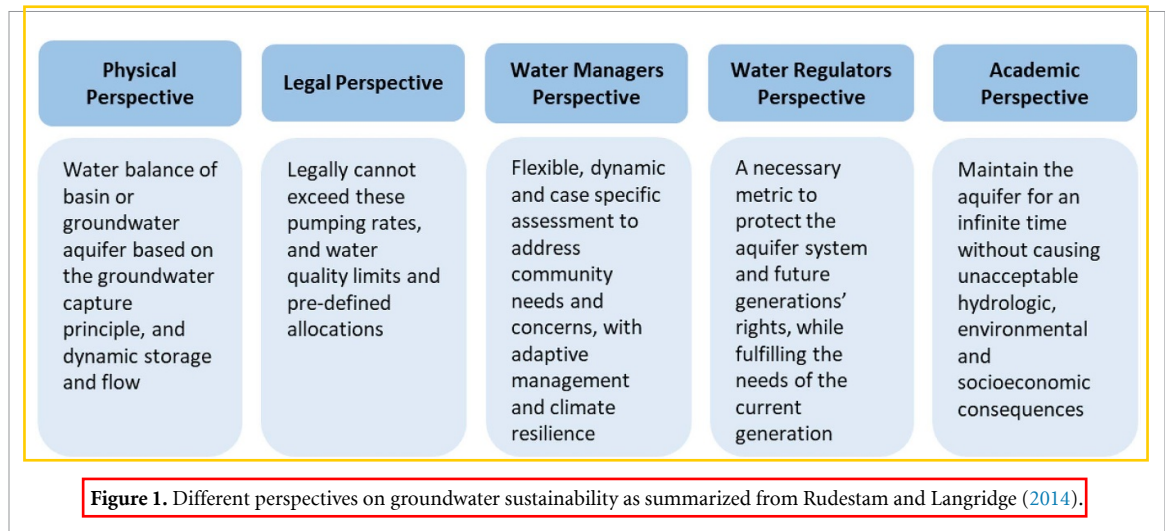 Physical
Perspective
Water balance of
basin or
groundwater
aquifer based on
the groundwater
capture
principle, and
dynamic storage
and flow
Legal Perspective
Legally cannot
exceed these
pumping rates,
and water
quality limits and
pre-defined
allocations
Water Managers
Perspective
Flexible, dynamic
and case specific
assessment to
address
community
needs and
concerns, with
adaptive
management
and climate
resilience
Water Regulators
Perspective
A necessary
metric to
protect the
aquifer system
and future
generations’
rights, while
fulfilling the
needs of the
current
generation
Academic
Perspective
Maintain the
aquifer for an
infinite time
without causing
unacceptable
hydrologic,
environmental
and
socioeconomic
consequences
Figure 1. Different perspectives on groundwater sustainability as summarized from Rudestam and Langridge (2014).